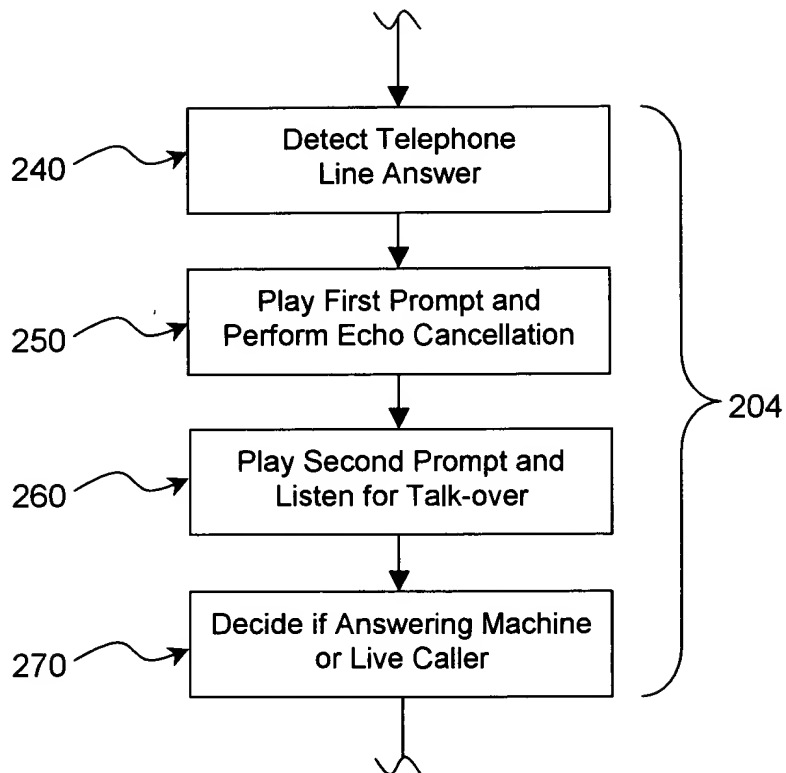 240
Detect Telephone
Line Answer
250
Play First Prompt and
Perform Echo Cancellation
204
260
Play Second Prompt and
Listen for Talk-over
270
Decide if Answering Machine
or Live Caller